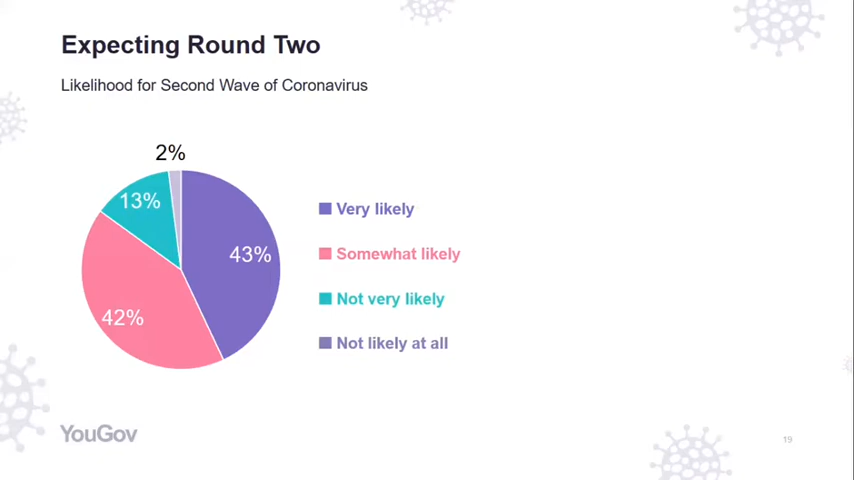 Expecting Round Two
Likelihood for Second Wave of Coronavirus
2%
13%
43%
42%
Very likely
Somewhat likely
Not very likely
Not likely at all
YouGov
19